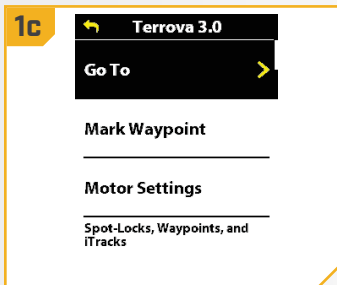 1c
Terrova 3.0
Go To
Mark Waypoint
Motor Settings
Spot-Locks, Waypoints, and
iTracks